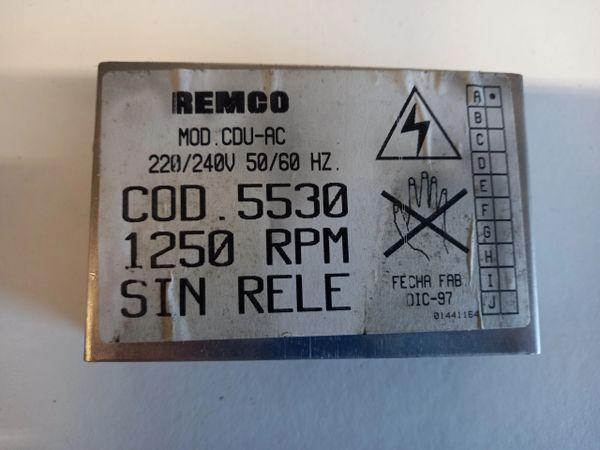 REMCO
MOD.CDU-AC
220/240V 50/60 HZ.
COD.5530
1250 RPM
SIN RELE
FECHA FAB.
DIC-97
01441164
A
B
C
D
E
F
G
H
I
J